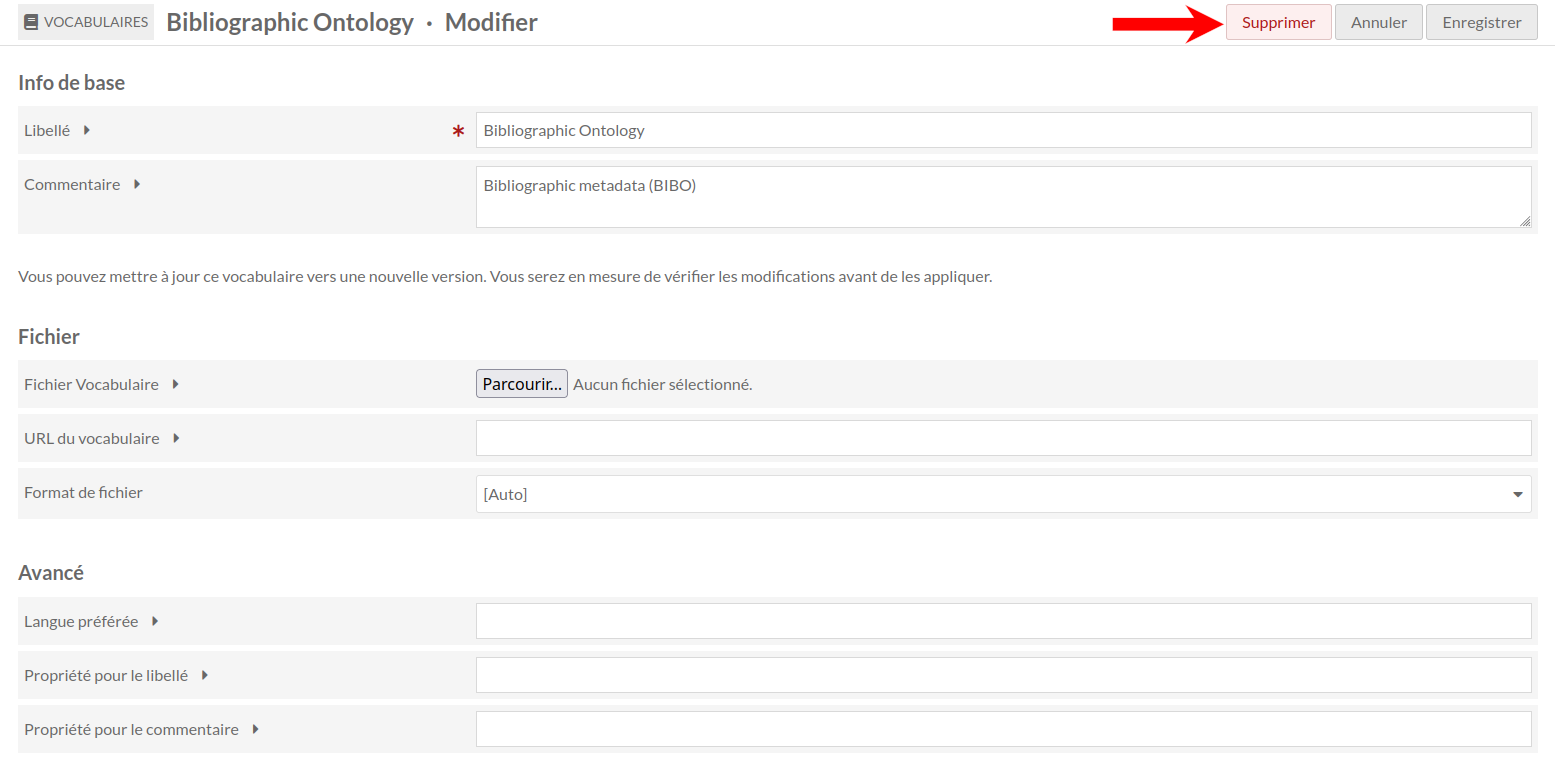 VOCABULAIRES Bibliographic Ontology · Modifier Supprimer Annuler Enregistrer
Info de base
Libellé * Bibliographic Ontology
Commentaire Bibliographic metadata (BIBO)
Vous pouvez mettre à jour ce vocabulaire vers une nouvelle version. Vous serez en mesure de vérifier les modifications avant de les appliquer.
Fichier
Fichier Vocabulaire Parcourir... Aucun fichier sélectionné.
URL du vocabulaire
Format de fichier [Auto]
Avancé
Langue préférée
Propriété pour le libellé
Propriété pour le commentaire